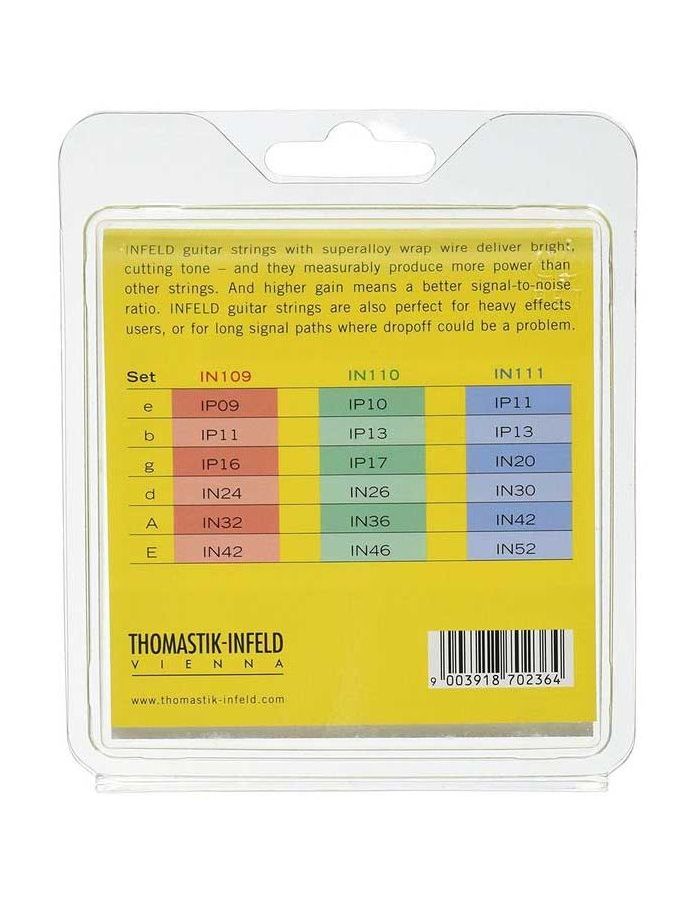 INFELD guitar strings with superalloy wrap wire deliver bright,
cutting tone – and they measurably produce more power than
other strings. And higher gain means a better signal-to-noise
ratio. INFELD guitar strings are also perfect for heavy effects
users, or for long signal paths where dropoff could be a problem.
Set IN109 IN110 IN111
e IP09 IP10 IP11
b IP11 IP13 IP13
g IP16 IP17 IN20
d IN24 IN26 IN30
A IN32 IN36 IN42
E IN42 IN46 IN52
THOMASTIK-INFELD
VIENNA
www.thomastik-infeld.com
9 003918 702364